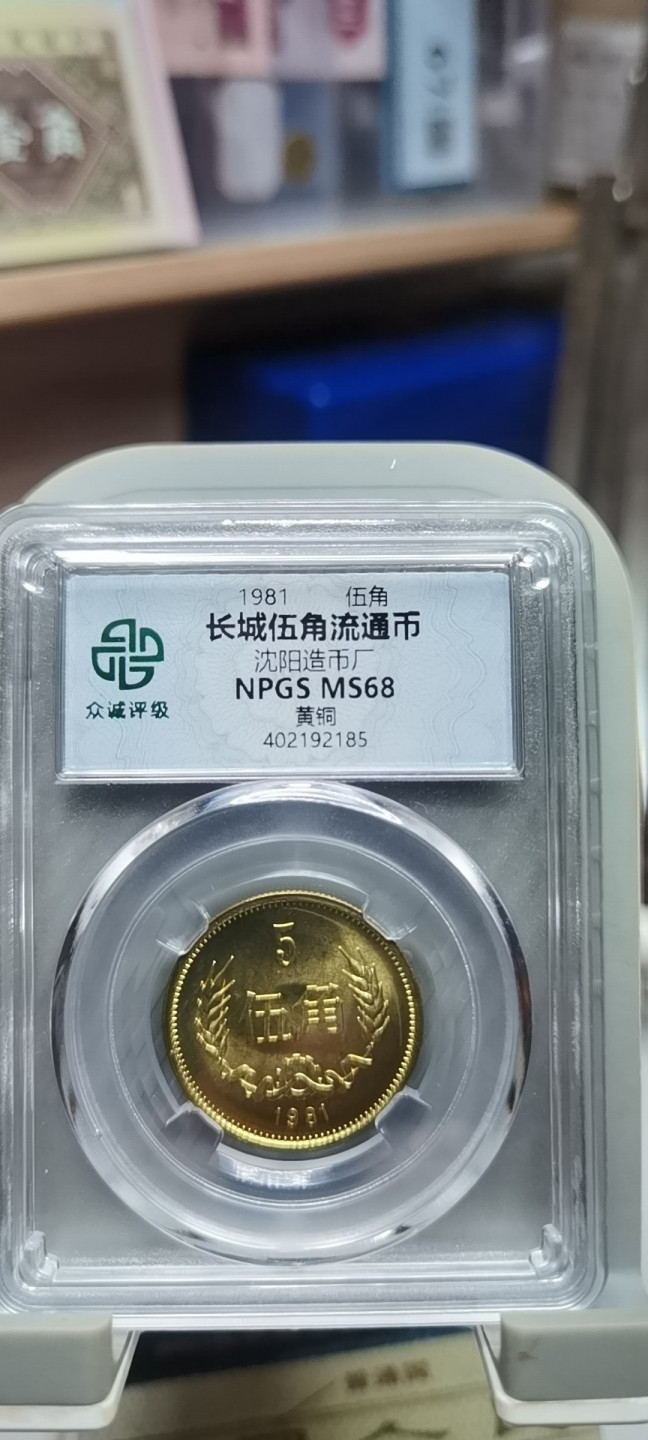 1981 伍角
长城伍角流通币
沈阳造币厂
NPGS MS68
黄铜
402192185
众诚评级
5
伍角
1981